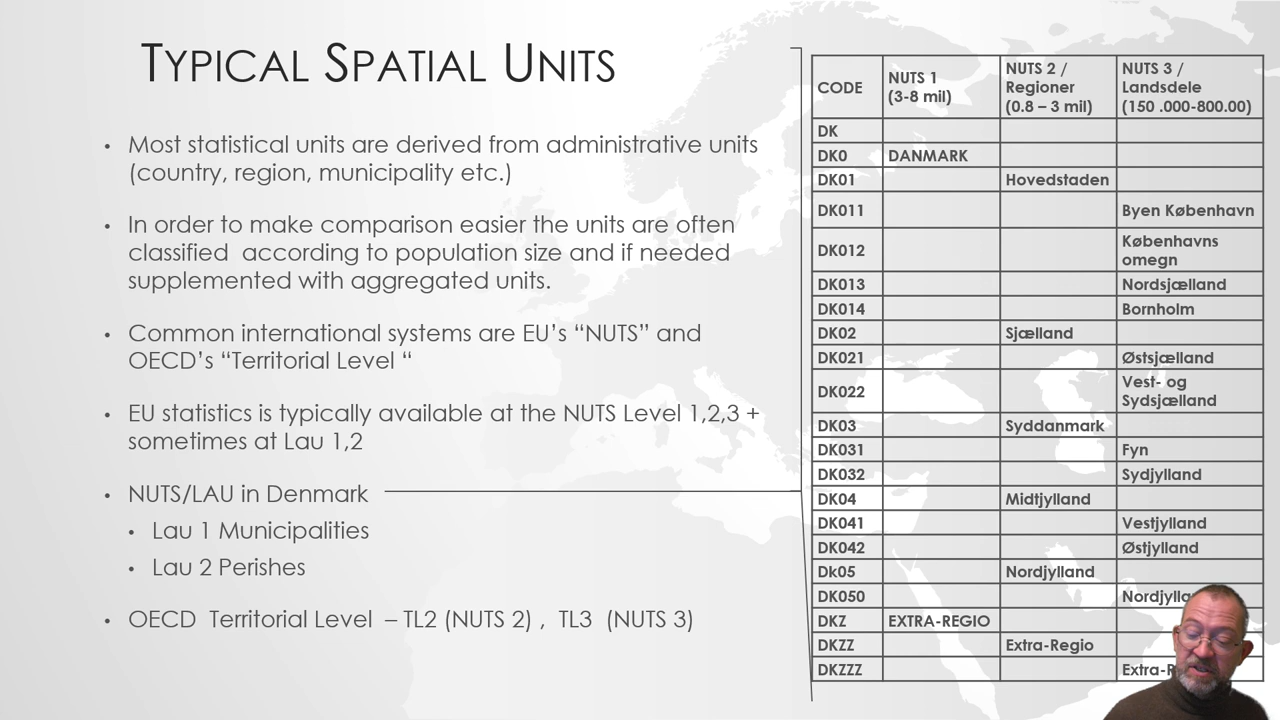 TYPICAL SPATIAL UNITS
• Most statistical units are derived from administrative units
(country, region, municipality etc.)
• In order to make comparison easier the units are often
classified according to population size and if needed
supplemented with aggregated units.
• Common international systems are EU’s “NUTS” and
OECD’s “Territorial Level “
• EU statistics is typically available at the NUTS Level 1,2,3 +
sometimes at Lau 1,2
• NUTS/LAU in Denmark
• Lau 1 Municipalities
• Lau 2 Perishes
• OECD Territorial Level – TL2 (NUTS 2) , TL3 (NUTS 3)
CODE
NUTS 1
(3-8 mil)
NUTS 2 /
Regioner
(0.8 – 3 mil)
NUTS 3 /
Landsdele
(150 .000-800.00)
DK
DK0 DANMARK
DK01 Hovedstaden
DK011 Byen København
DK012 Københavns
omegn
DK013 Nordsjælland
DK014 Bornholm
DK02 Sjælland
DK021 Østsjælland
DK022 Vest- og
Sydsjælland
DK03 Syddanmark
DK031 Fyn
DK032 Sydjylland
DK04 Midtjylland
DK041 Vestjylland
DK042 Østjylland
Dk05 Nordjylland
DK050
DKZ EXTRA-REGIO
DKZZ Extra-Regio
DKZZZ